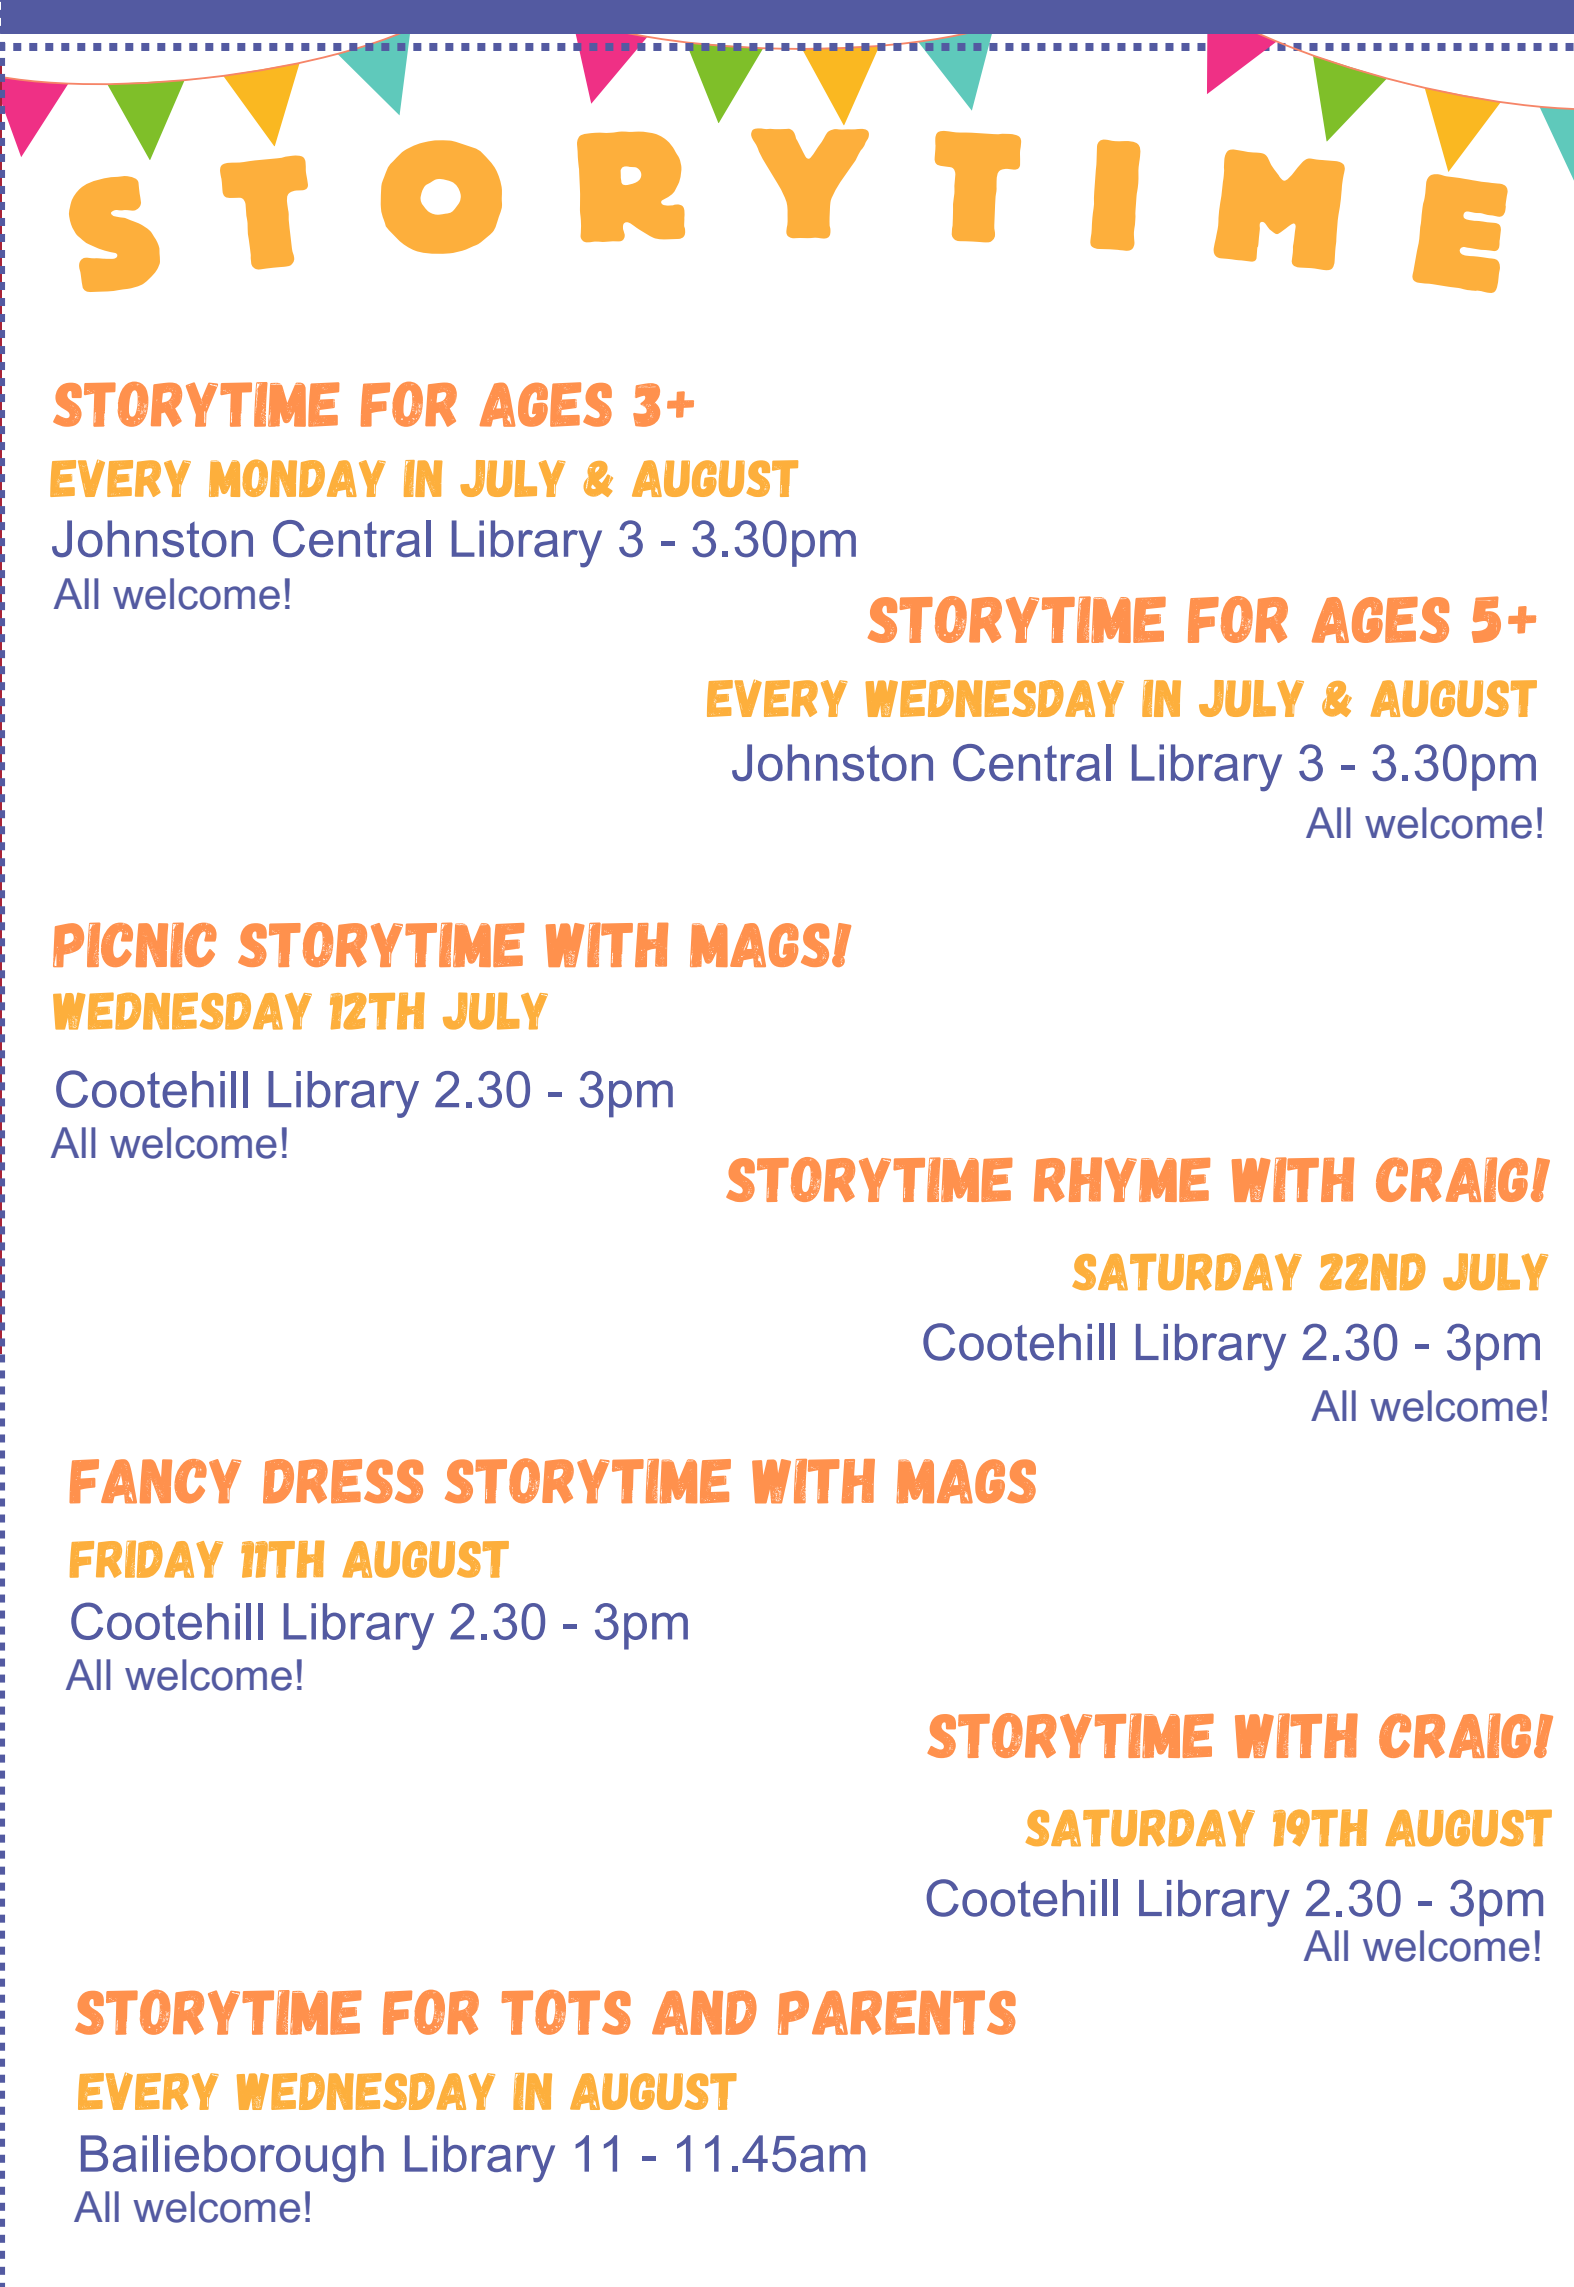 STORYTIME
STORYTIME FOR AGES 3+
EVERY MONDAY IN JULY & AUGUST
Johnston Central Library 3 - 3.30pm
All welcome!
STORYTIME FOR AGES 5+
EVERY WEDNESDAY IN JULY & AUGUST
Johnston Central Library 3 - 3.30pm
All welcome!
PICNIC STORYTIME WITH MAGS!
WEDNESDAY 12TH JULY
Cootehill Library 2.30 - 3pm
All welcome!
STORYTIME RHYME WITH CRAIG!
SATURDAY 22ND JULY
Cootehill Library 2.30 - 3pm
All welcome!
FANCY DRESS STORYTIME WITH MAGS
FRIDAY 11TH AUGUST
Cootehill Library 2.30 - 3pm
All welcome!
STORYTIME WITH CRAIG!
SATURDAY 19TH AUGUST
Cootehill Library 2.30 - 3pm
All welcome!
STORYTIME FOR TOTS AND PARENTS
EVERY WEDNESDAY IN AUGUST
Bailieborough Library 11 - 11.45am
All welcome!